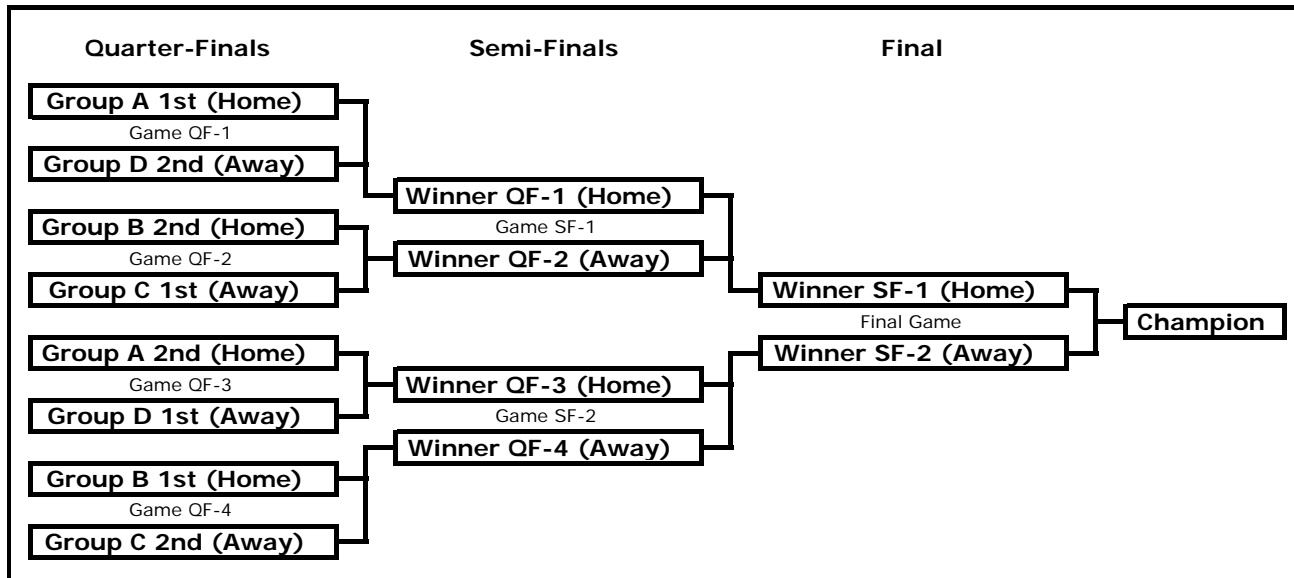 Quarter-Finals Semi-Finals Final
Group A 1st (Home)
Game QF-1
Group D 2nd (Away)
Winner QF-1 (Home)
Group B 2nd (Home)
Game SF-1
Game QF-2
Winner QF-2 (Away)
Group C 1st (Away)
Winner SF-1 (Home)
Final Game
Champion
Group A 2nd (Home)
Winner SF-2 (Away)
Game QF-3
Winner QF-3 (Home)
Group D 1st (Away)
Game SF-2
Winner QF-4 (Away)
Group B 1st (Home)
Game QF-4
Group C 2nd (Away)